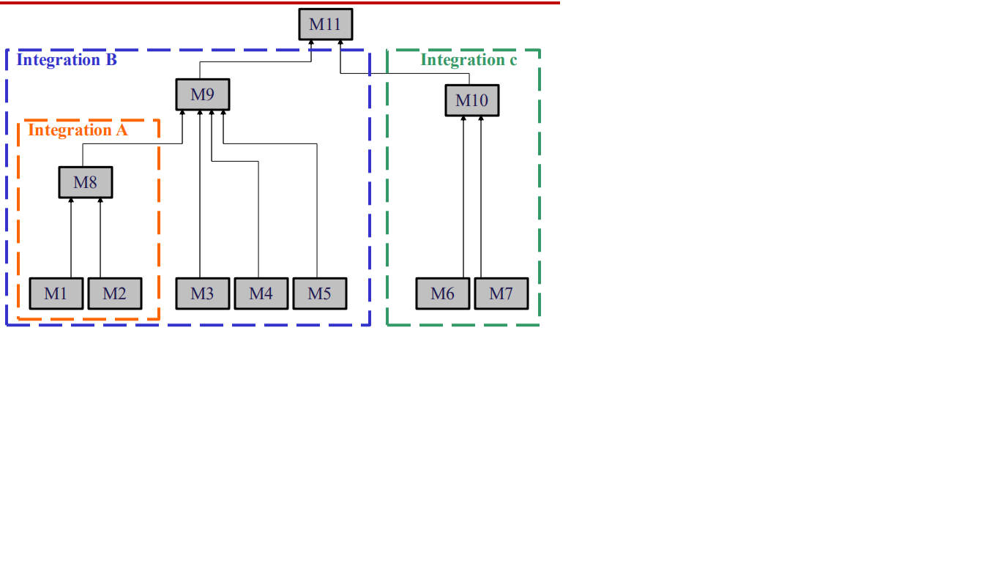 M11
Integration B
Integration c
M9
M10
Integration A
M8
M1 M2 M3 M4 M5 M6 M7